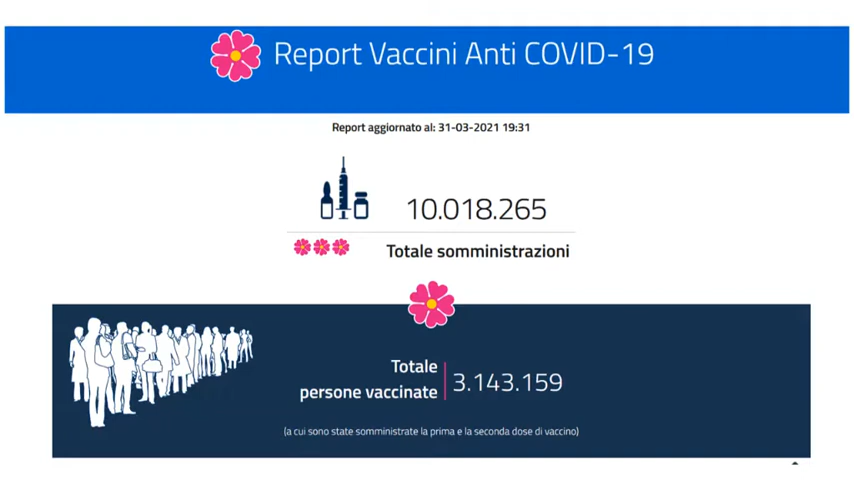 Report Vaccini Anti COVID-19
Report aggiornato al: 31-03-2021 19:31
10.018.265
Totale somministrazioni
Totale
persone vaccinate
3.143.159
(a cui sono state somministrate la prima e la seconda dose di vaccino)